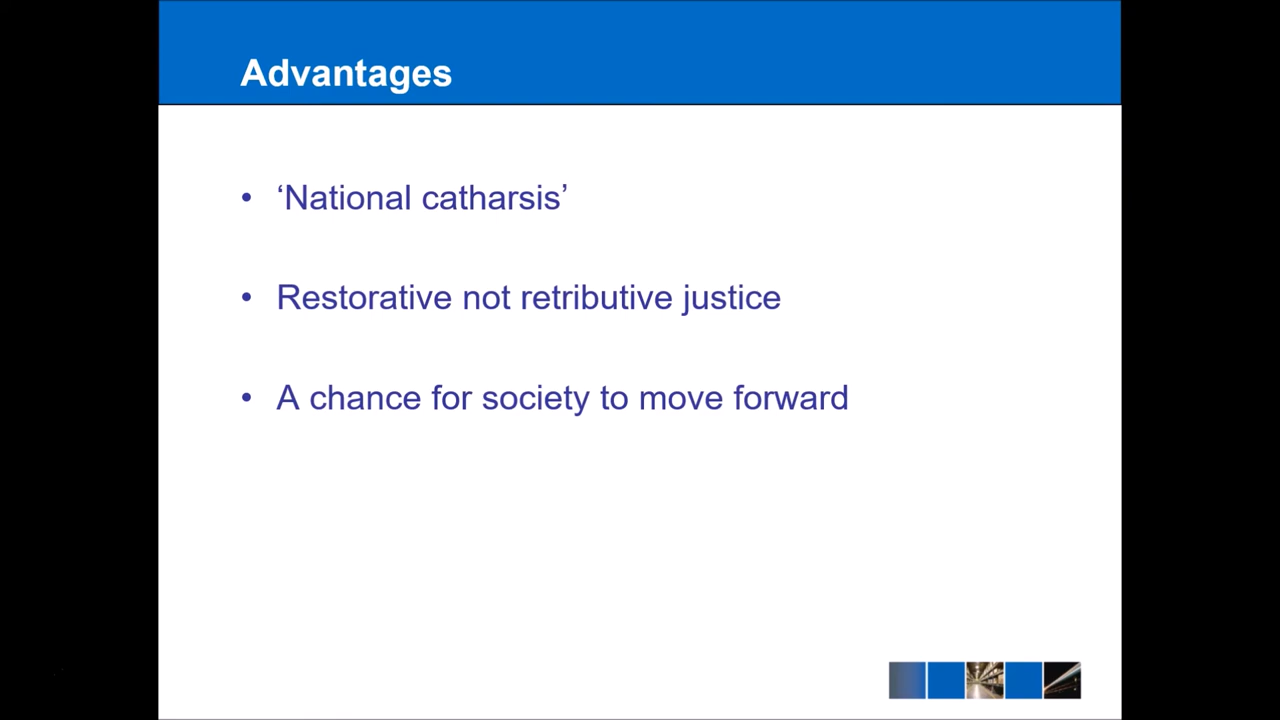 Advantages
• ‘National catharsis’
• Restorative not retributive justice
• A chance for society to move forward